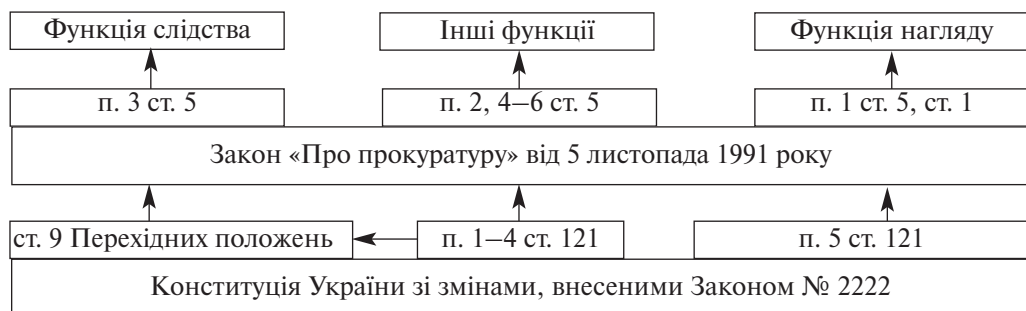 Функція слідства
Інші функції
Функція нагляду
п. 3 ст. 5
п. 2, 4–6 ст. 5
п. 1 ст. 5, ст. 1
Закон «Про прокуратуру» від 5 листопада 1991 року
ст. 9 Перехідних положень
п. 1–4 ст. 121
п. 5 ст. 121
Конституція України зі змінами, внесеними Законом № 2222